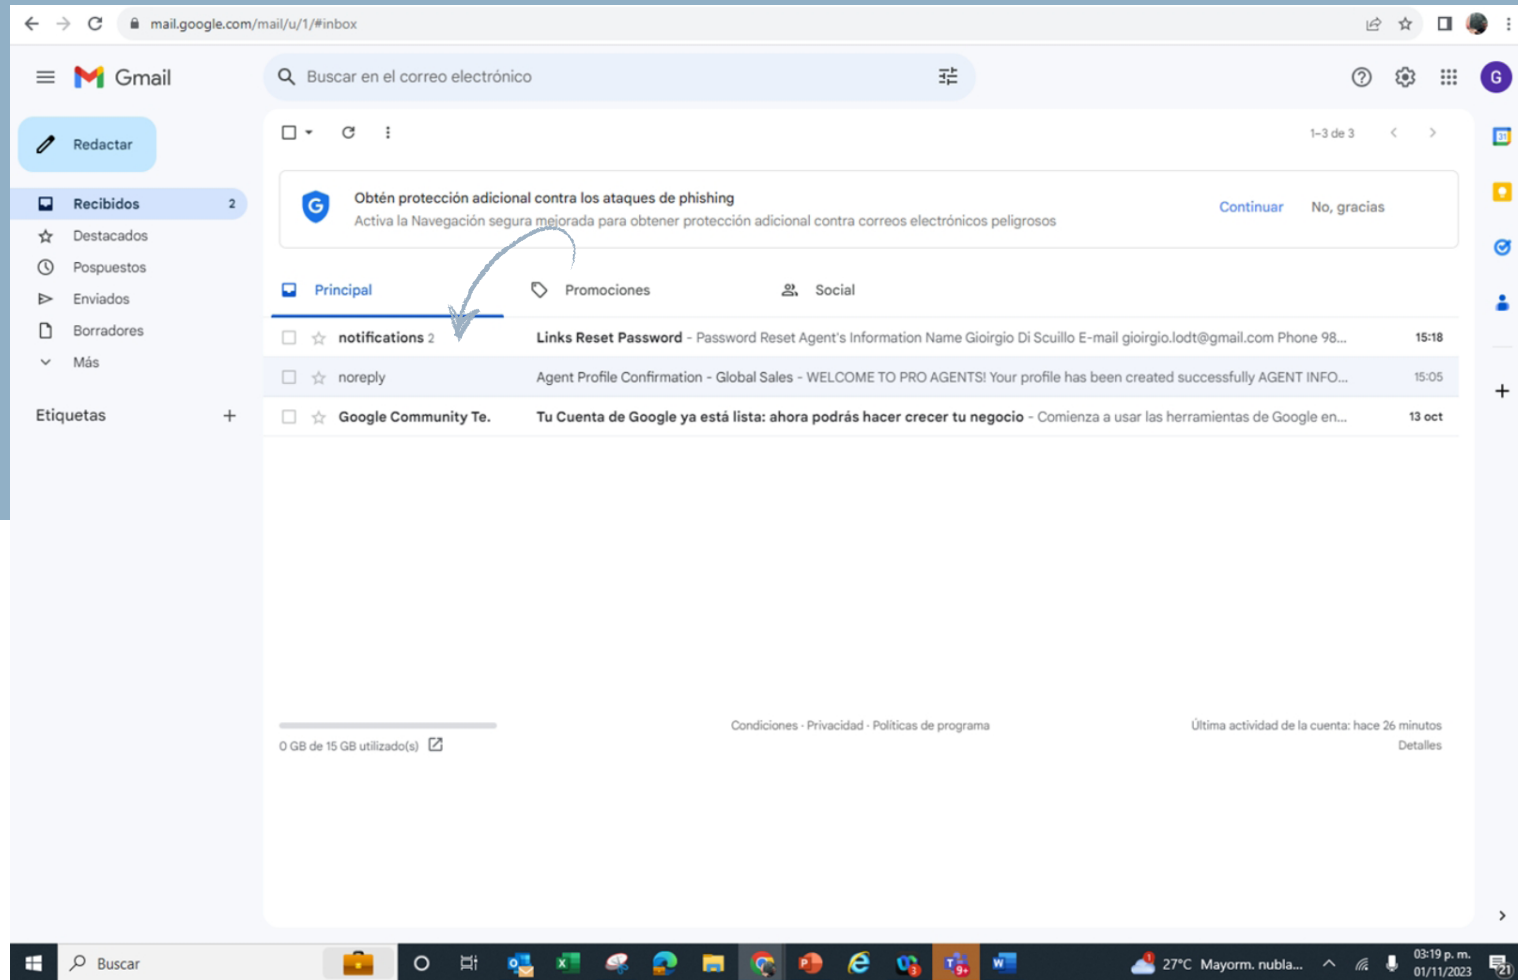 mail.google.com/mail/u/1/#inbox
Gmail
Buscar en el correo electrónico
G
Redactar
1–3 de 3
31
Recibidos 2
Destacados
Pospuestos
Enviados
Borradores
Más
Etiquetas
G
Obtén protección adicional contra los ataques de phishing
Activa la Navegación segura mejorada para obtener protección adicional contra correos electrónicos peligrosos
Continuar No, gracias
Principal Promociones Social
notifications 2 Links Reset Password - Password Reset Agent's Information Name Gioirgio Di Scuillo E-mail gioirgio.lodt@gmail.com Phone 98... 15:18
noreply Agent Profile Confirmation - Global Sales - WELCOME TO PRO AGENTS! Your profile has been created successfully AGENT INFO... 15:05
Google Community Te. Tu Cuenta de Google ya está lista: ahora podrás hacer crecer tu negocio - Comienza a usar las herramientas de Google en... 13 oct
0 GB de 15 GB utilizado(s)
Condiciones · Privacidad · Políticas de programa
Última actividad de la cuenta: hace 26 minutos
Detalles
Buscar
27°C Mayorm. nubla...
03:19 p. m.
01/11/2023
21